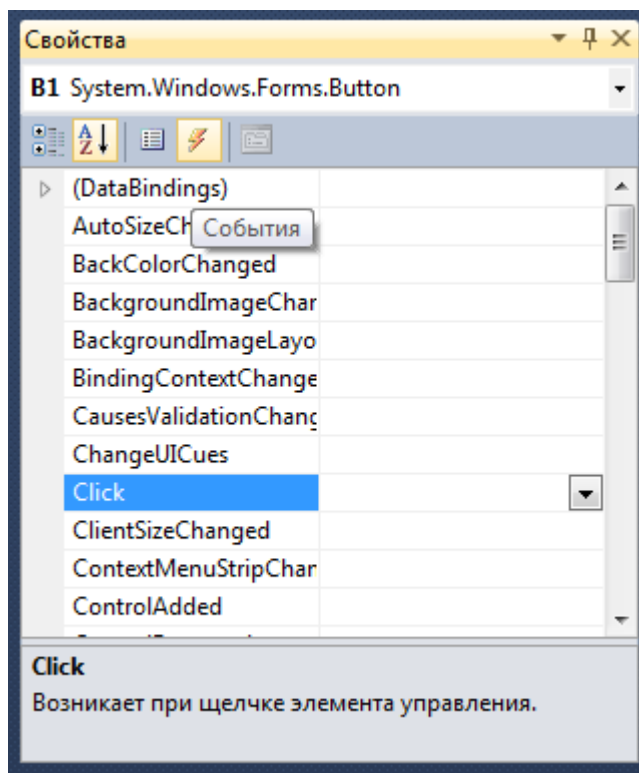 Свойства
B1 System.Windows.Forms.Button
(DataBindings)
AutoSizeCh
События
BackColorChanged
BackgroundImageChar
BackgroundImageLayo
BindingContextChange
CausesValidationChang
ChangeUICues
Click
ClientSizeChanged
ContextMenuStripChar
ControlAdded
Click
Возникает при щелчке элемента управления.